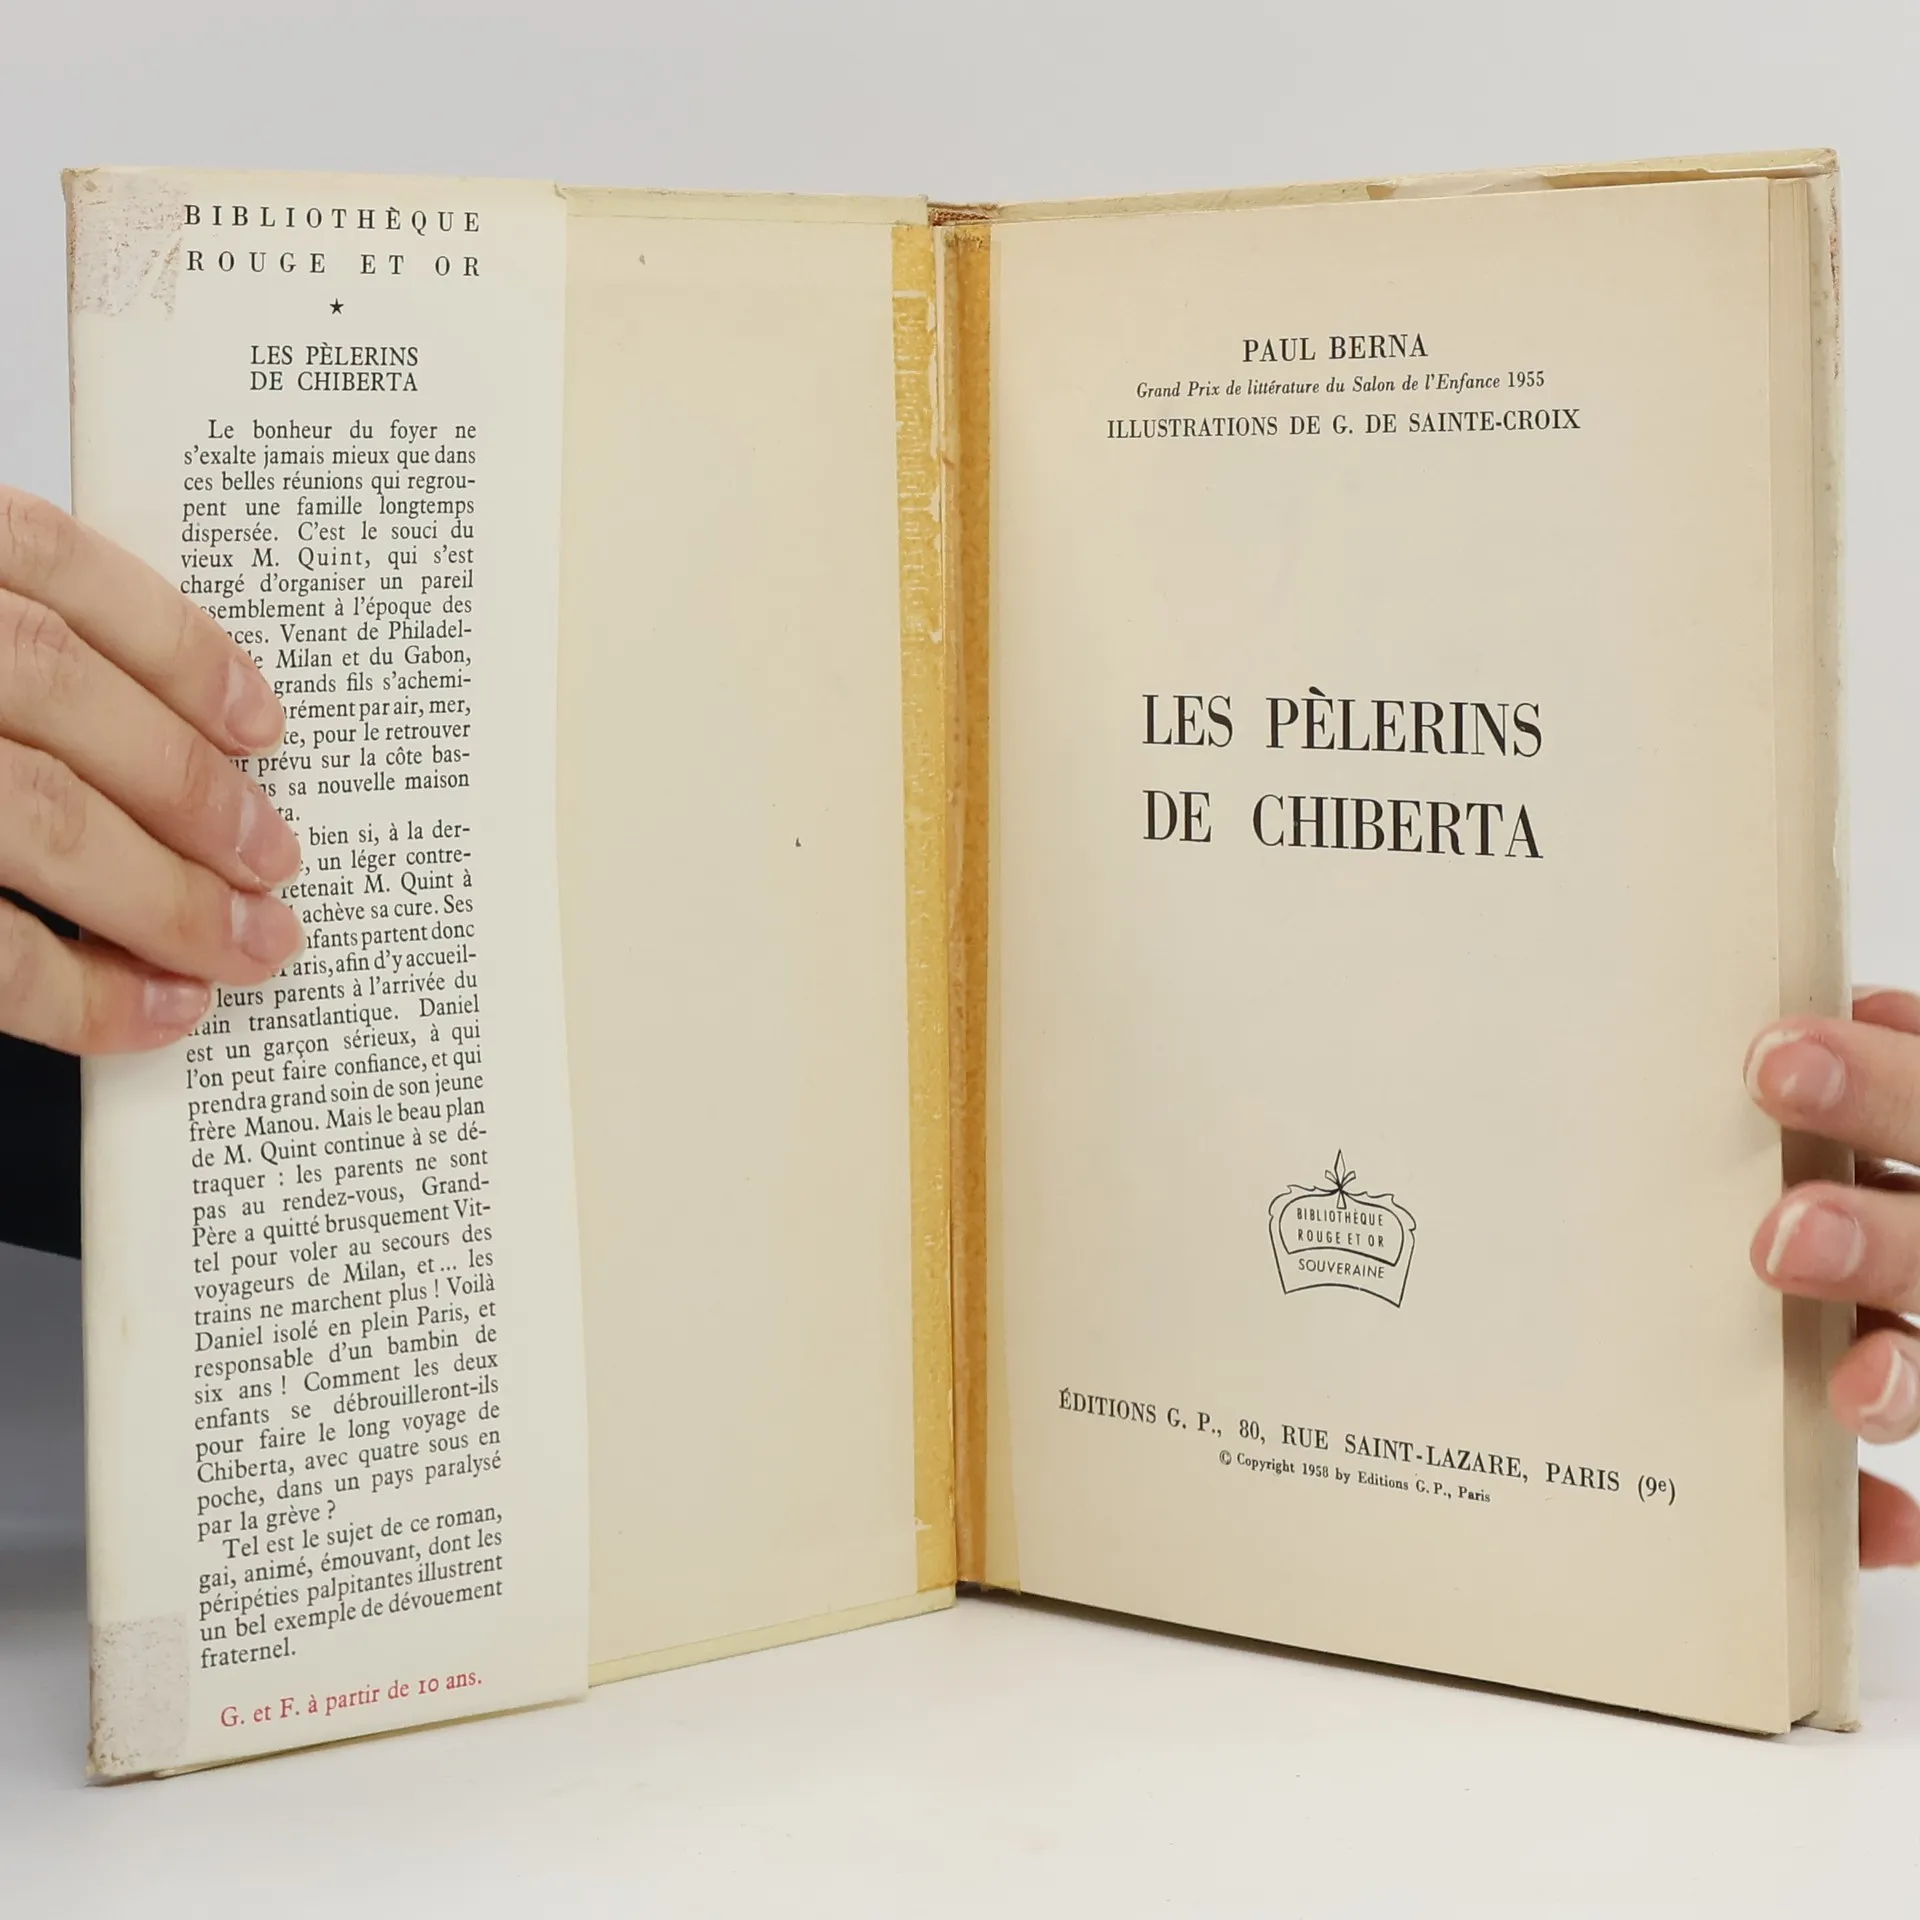 BIBLIOTHÈQUE
ROUGE ET OR
★
LES PÈLERINS
DE CHIBERTA
Le bonheur du foyer ne
s'exalte jamais mieux que dans
ces belles réunions qui regrou-
pent une famille longtemps
dispersée. C'est le souci du
vieux M. Quint, qui s'est
chargé d'organiser un pareil
à l'époque des
Venant de Philadel-
Milan et du Gabon,
grands fils s'achemi-
par air, mer,
pour le retrouver
prévu sur la côte bas-
sa nouvelle maison
bien si, à la der-
un léger contre-
retenait M. Quint à
achève sa cure. Ses
partent donc
afin d'y accueil-
leurs parents à l'arrivée du
transatlantique. Daniel
est un garçon sérieux, à qui
l'on peut faire confiance, et qui
prendra grand soin de son jeune
frère Manou. Mais le beau plan
de M. Quint continue à se dé-
traquer : les parents ne sont
pas au rendez-vous, Grand-
Père a quitté brusquement Vit-
tel pour voler au secours des
voyageurs de Milan, et... les
trains ne marchent plus ! Voilà
Daniel isolé en plein Paris, et
responsable d'un bambin de
six ans ! Comment les deux
enfants se débrouilleront-ils
pour faire le long voyage de
Chiberta, avec quatre sous en
poche, dans un pays paralysé
par la grève ?
Tel est le sujet de ce roman,
gai, animé, émouvant, dont les
péripéties palpitantes illustrent
un bel exemple de dévouement
fraternel.
G. et F. à partir de 10 ans.
PAUL BERNA
Grand Prix de littérature du Salon de l'Enfance 1955
ILLUSTRATIONS DE G. DE SAINTE-CROIX
LES PÈLERINS
DE CHIBERTA
BIBLIOTHÈQUE
ROUGE ET OR
SOUVERAINE
ÉDITIONS G. P., 80, RUE SAINT-LAZARE, PARIS (9e)
© Copyright 1958 by Editions G. P., Paris